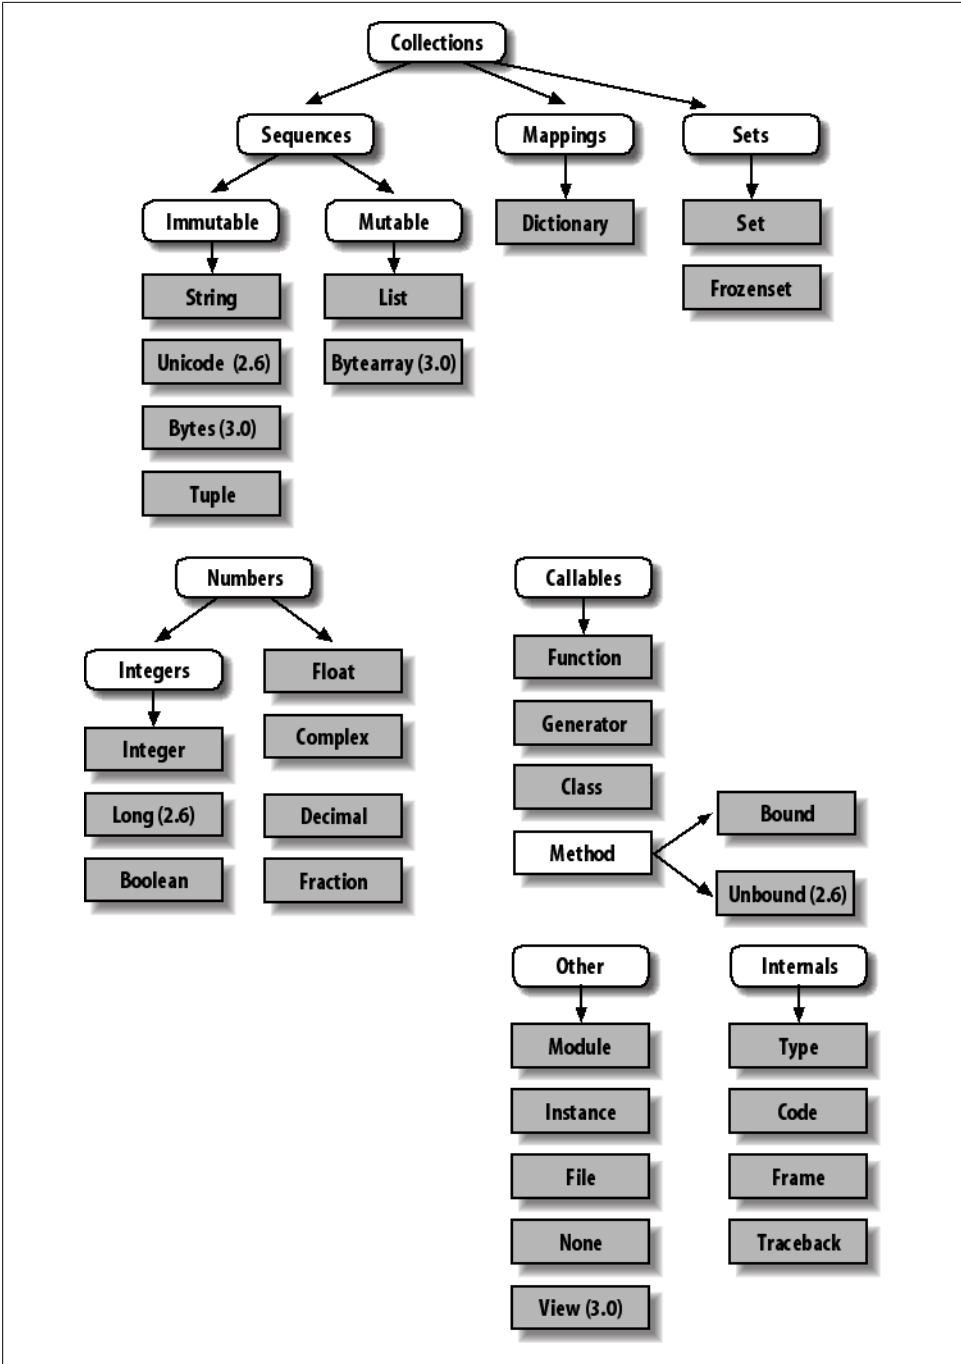 Collections
Sequences
Mappings
Sets
Immutable
Mutable
Dictionary
Set
String
List
Frozenset
Unicode (2.6)
Bytearray (3.0)
Bytes (3.0)
Tuple
Numbers
Callables
Integers
Float
Function
Integer
Complex
Generator
Long (2.6)
Decimal
Class
Bound
Boolean
Fraction
Method
Unbound (2.6)
Other
Internals
Module
Type
Instance
Code
File
Frame
None
Traceback
View (3.0)